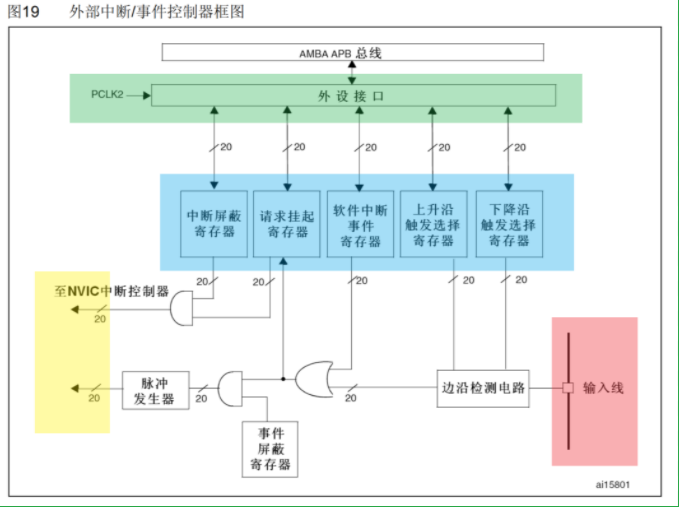 图19 外部中断/事件控制器框图
AMBA APB 总线
PCLK2
外设接口
20
20
20
20
20
中断屏蔽
寄存器
请求挂起
寄存器
软件中断
事件
寄存器
上升沿
触发选择
寄存器
下降沿
触发选择
寄存器
20
20
20
20
20
至NVIC中断控制器
20
脉冲
发生器
20
20
20
边沿检测电路
输入线
事件
屏蔽
寄存器
ai15801